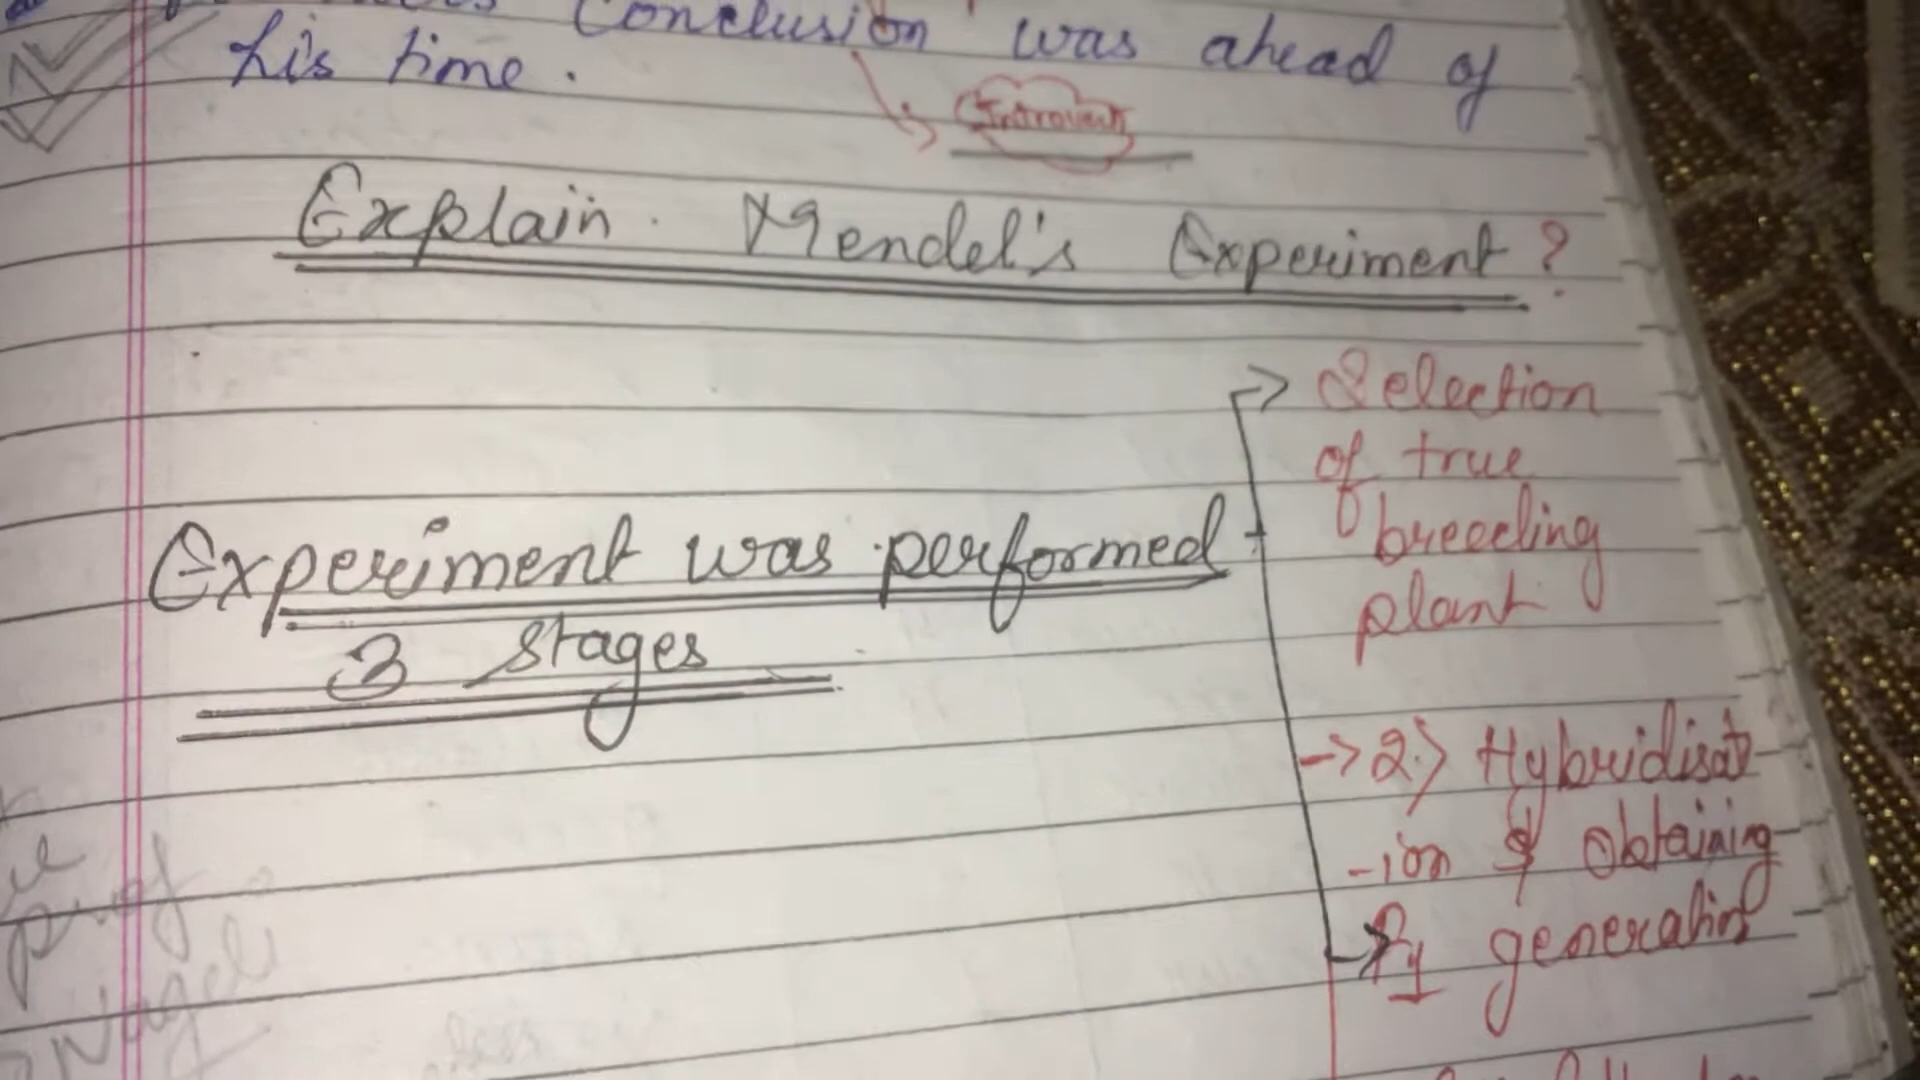 Conclusion was ahead of
his time.
Introvert
Explain Mendel's Experiment?
Experiment was performed
3 stages
Selection
of true
breeding
plant
2.) Hybridisat
-ion & Obtaining
F1 generation